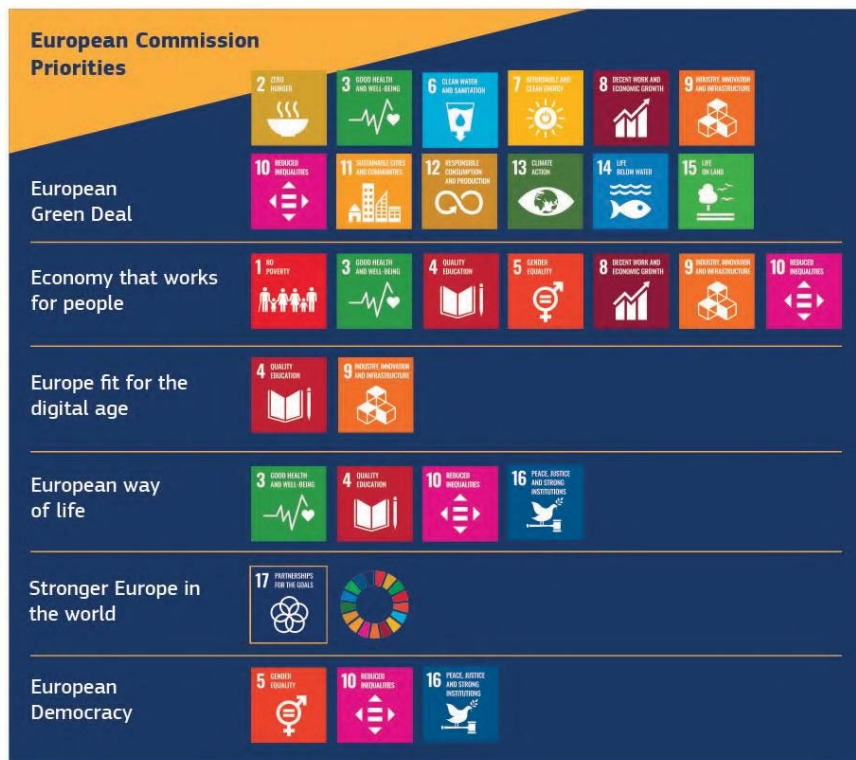 European Commission
Priorities
2 ZERO
HUNGER
3 GOOD HEALTH
AND WELL-BEING
6 CLEAN WATER
AND SANITATION
7 AFFORDABLE AND
CLEAN ENERGY
8 DECENT WORK AND
ECONOMIC GROWTH
9 INDUSTRY, INNOVATION
AND INFRASTRUCTURE
European
Green Deal
10 REDUCED
INEQUALITIES
11 SUSTAINABLE CITIES
AND COMMUNITIES
12 RESPONSIBLE
CONSUMPTION
AND PRODUCTION
13 CLIMATE
ACTION
14 LIFE
BELOW WATER
15 LIFE
ON LAND
Economy that works
for people
1 NO
POVERTY
3 GOOD HEALTH
AND WELL-BEING
4 QUALITY
EDUCATION
5 GENDER
EQUALITY
8 DECENT WORK AND
ECONOMIC GROWTH
9 INDUSTRY, INNOVATION
AND INFRASTRUCTURE
10 REDUCED
INEQUALITIES
Europe fit for the
digital age
4 QUALITY
EDUCATION
9 INDUSTRY, INNOVATION
AND INFRASTRUCTURE
European way
of life
3 GOOD HEALTH
AND WELL-BEING
4 QUALITY
EDUCATION
10 REDUCED
INEQUALITIES
16 PEACE, JUSTICE
AND STRONG
INSTITUTIONS
Stronger Europe in
the world
17 PARTNERSHIPS
FOR THE GOALS
European
Democracy
5 GENDER
EQUALITY
10 REDUCED
INEQUALITIES
16 PEACE, JUSTICE
AND STRONG
INSTITUTIONS